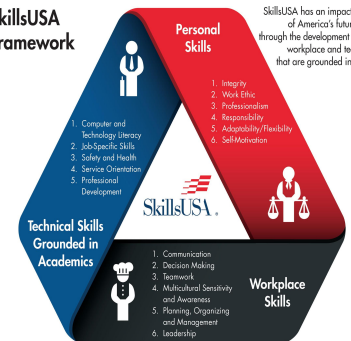 SkillsUSA
Framework
SkillsUSA has an impact
of America's futur
through the development
workplace and te
that are grounded in
Personal
Skills
1. Integrity
2. Work Ethic
3. Professionalism
4. Responsibility
5. Adaptability/Flexibility
6. Self-Motivation
1. Computer and
Technology Literacy
2. Job-Specific Skills
3. Safety and Health
4. Service Orientation
5. Professional
Development
SkillsUSA®
Technical Skills
Grounded in
Academics
1. Communication
2. Decision Making
3. Teamwork
4. Multicultural Sensitivity
and Awareness
5. Planning, Organizing
and Management
6. Leadership
Workplace
Skills